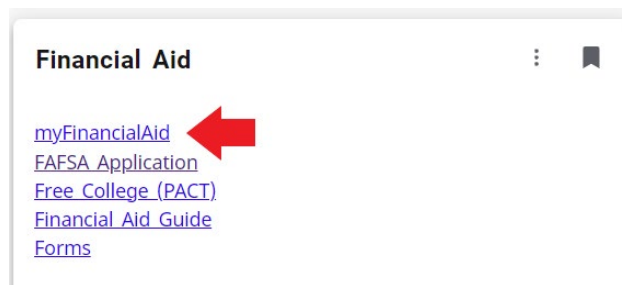 Financial Aid
myFinancialAid
FAFSA Application
Free College (PACT)
Financial Aid Guide
Forms